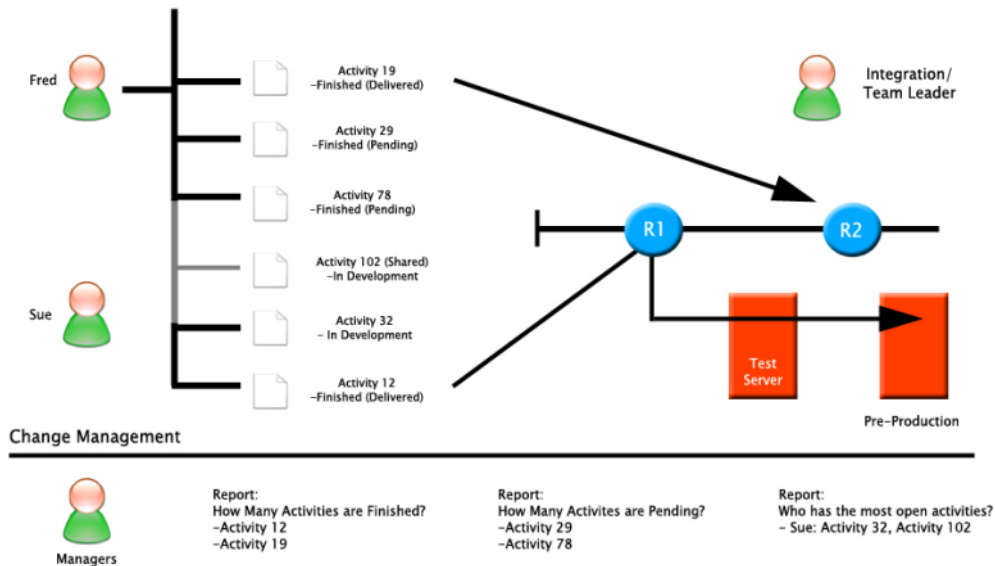 Fred
Activity 19
-Finished (Delivered)
Activity 29
-Finished (Pending)
Activity 78
-Finished (Pending)
Activity 102 (Shared)
-In Development
Sue
Activity 32
- In Development
Activity 12
-Finished (Delivered)
Integration/
Team Leader
R1
R2
Test
Server
Pre-Production
Change Management
Managers
Report:
How Many Activities are Finished?
-Activity 12
-Activity 19
Report:
How Many Activites are Pending?
-Activity 29
-Activity 78
Report:
Who has the most open activities?
- Sue: Activity 32, Activity 102